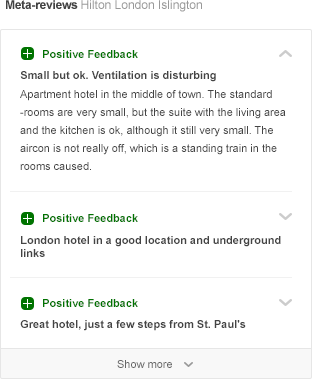 Meta-reviews Hilton London Islington
Positive Feedback
Small but ok. Ventilation is disturbing
Apartment hotel in the middle of town. The standard
-rooms are very small, but the suite with the living area
and the kitchen is ok, although it still very small. The
aircon is not really off, which is a standing train in the
rooms caused.
Positive Feedback
London hotel in a good location and underground
links
Positive Feedback
Great hotel, just a few steps from St. Paul's
Show more